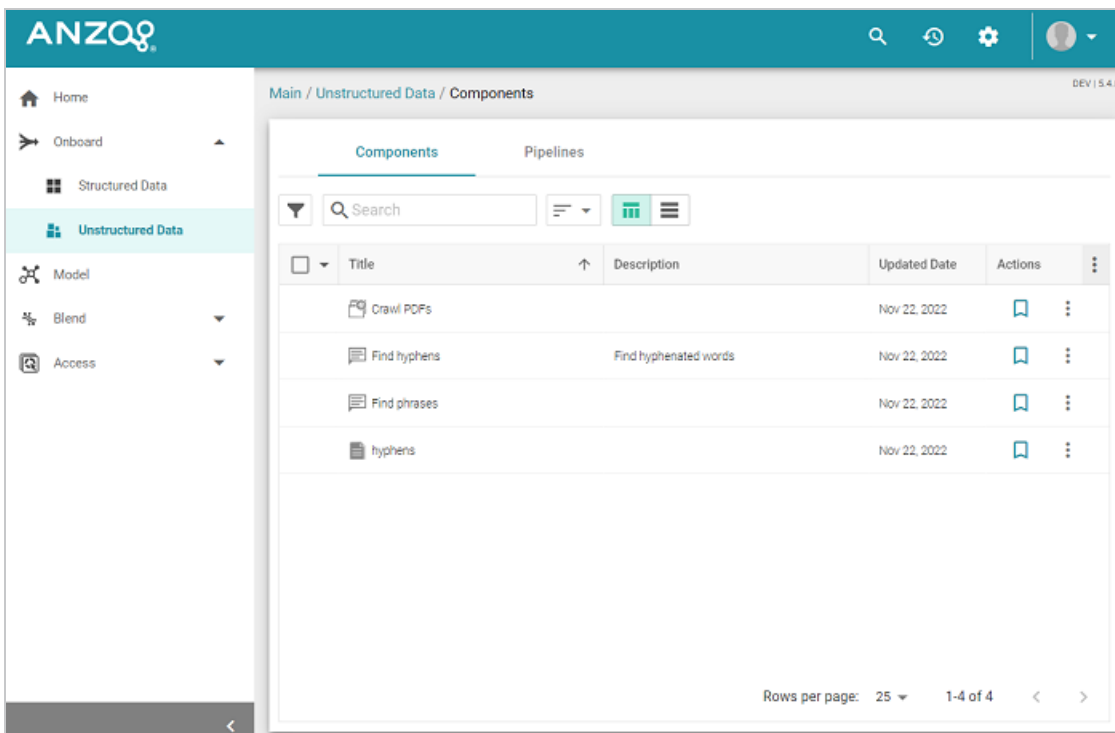 ANZO
Home
Onboard
Structured Data
Unstructured Data
Model
Blend
Access
Main / Unstructured Data / Components
DEV | 5.4.
Components
Pipelines
Search
Title Description Updated Date Actions
Crawl PDFs Nov 22, 2022
Find hyphens Find hyphenated words Nov 22, 2022
Find phrases Nov 22, 2022
hyphens Nov 22, 2022
Rows per page: 25 1-4 of 4